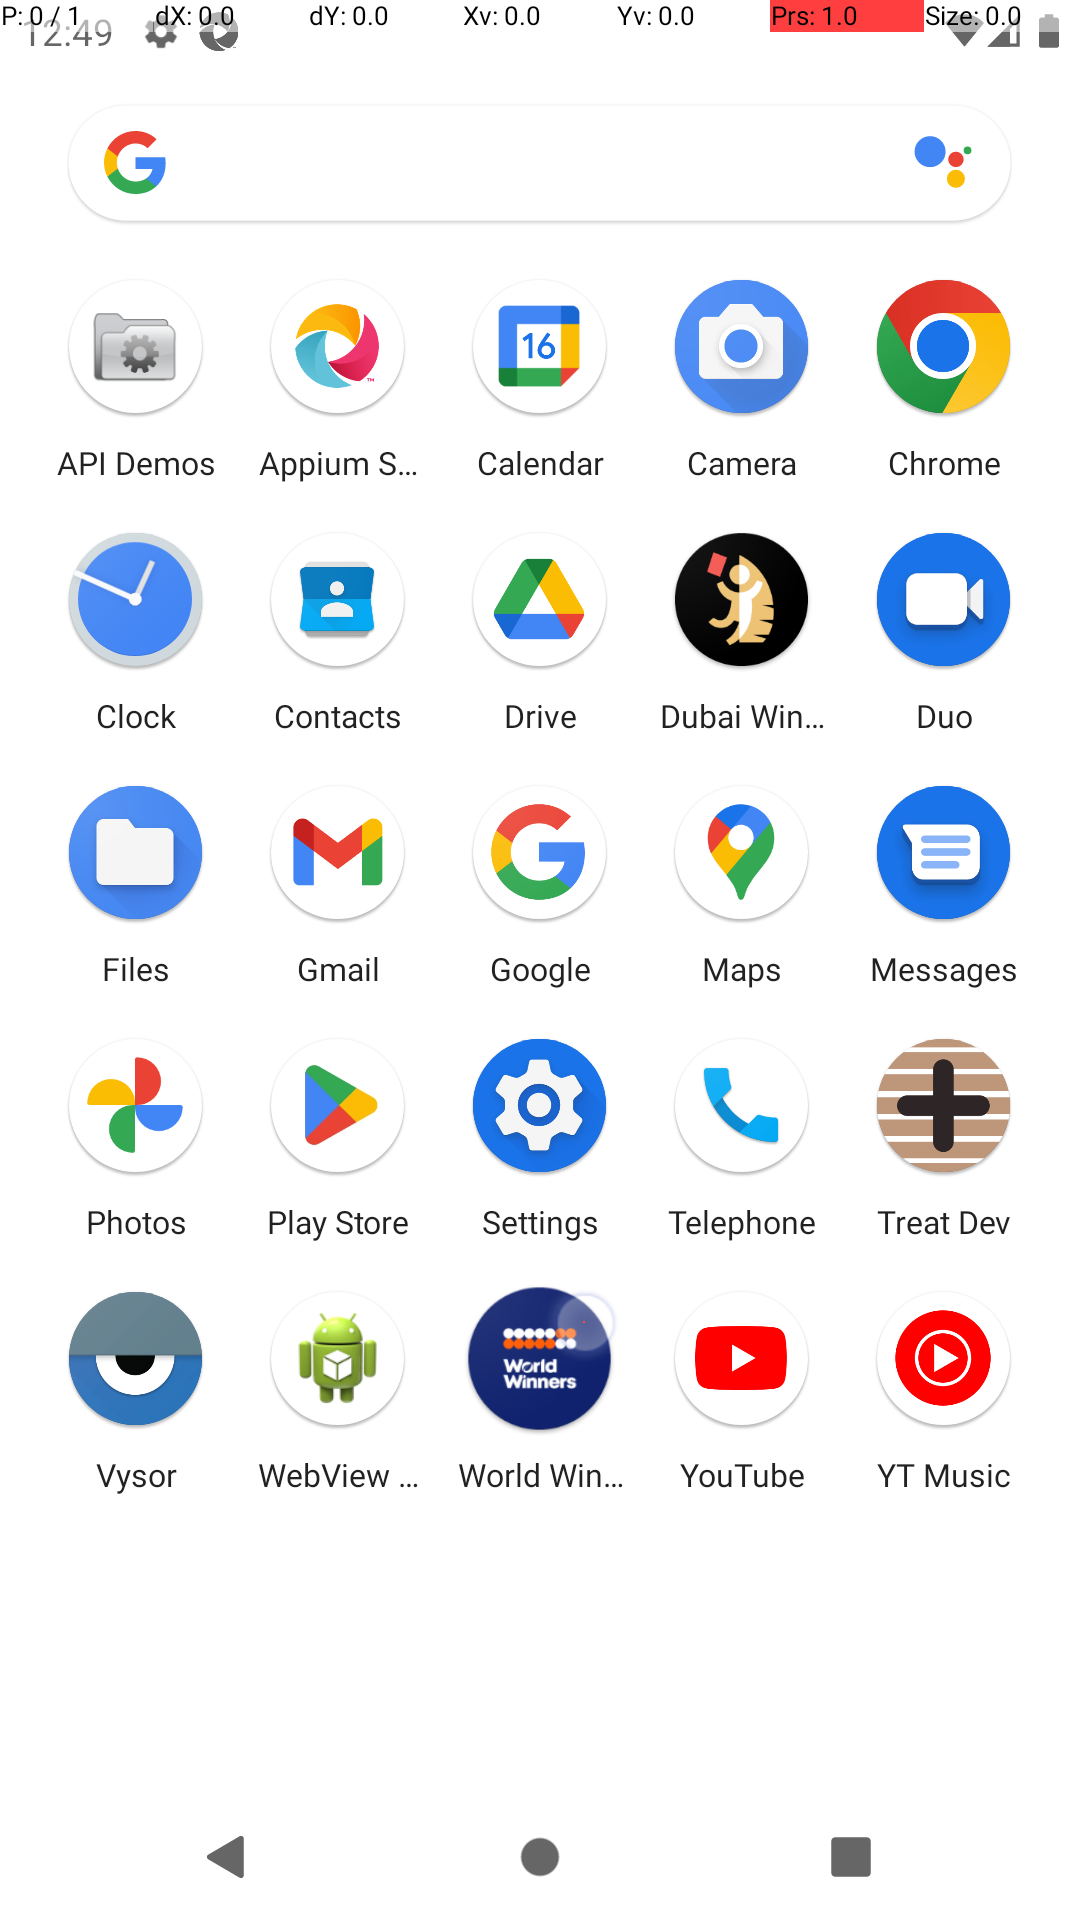 P: 0 / 1 dX: 0.0 dY: 0.0 Xv: 0.0 Yv: 0.0 Prs: 1.0 Size: 0.0
12:49
API Demos Appium S... Calendar Camera Chrome
16
Clock Contacts Drive Dubai Win... Duo
Files Gmail Google Maps Messages
Photos Play Store Settings Telephone Treat Dev
World
Winners
Vysor WebView ... World Win... YouTube YT Music